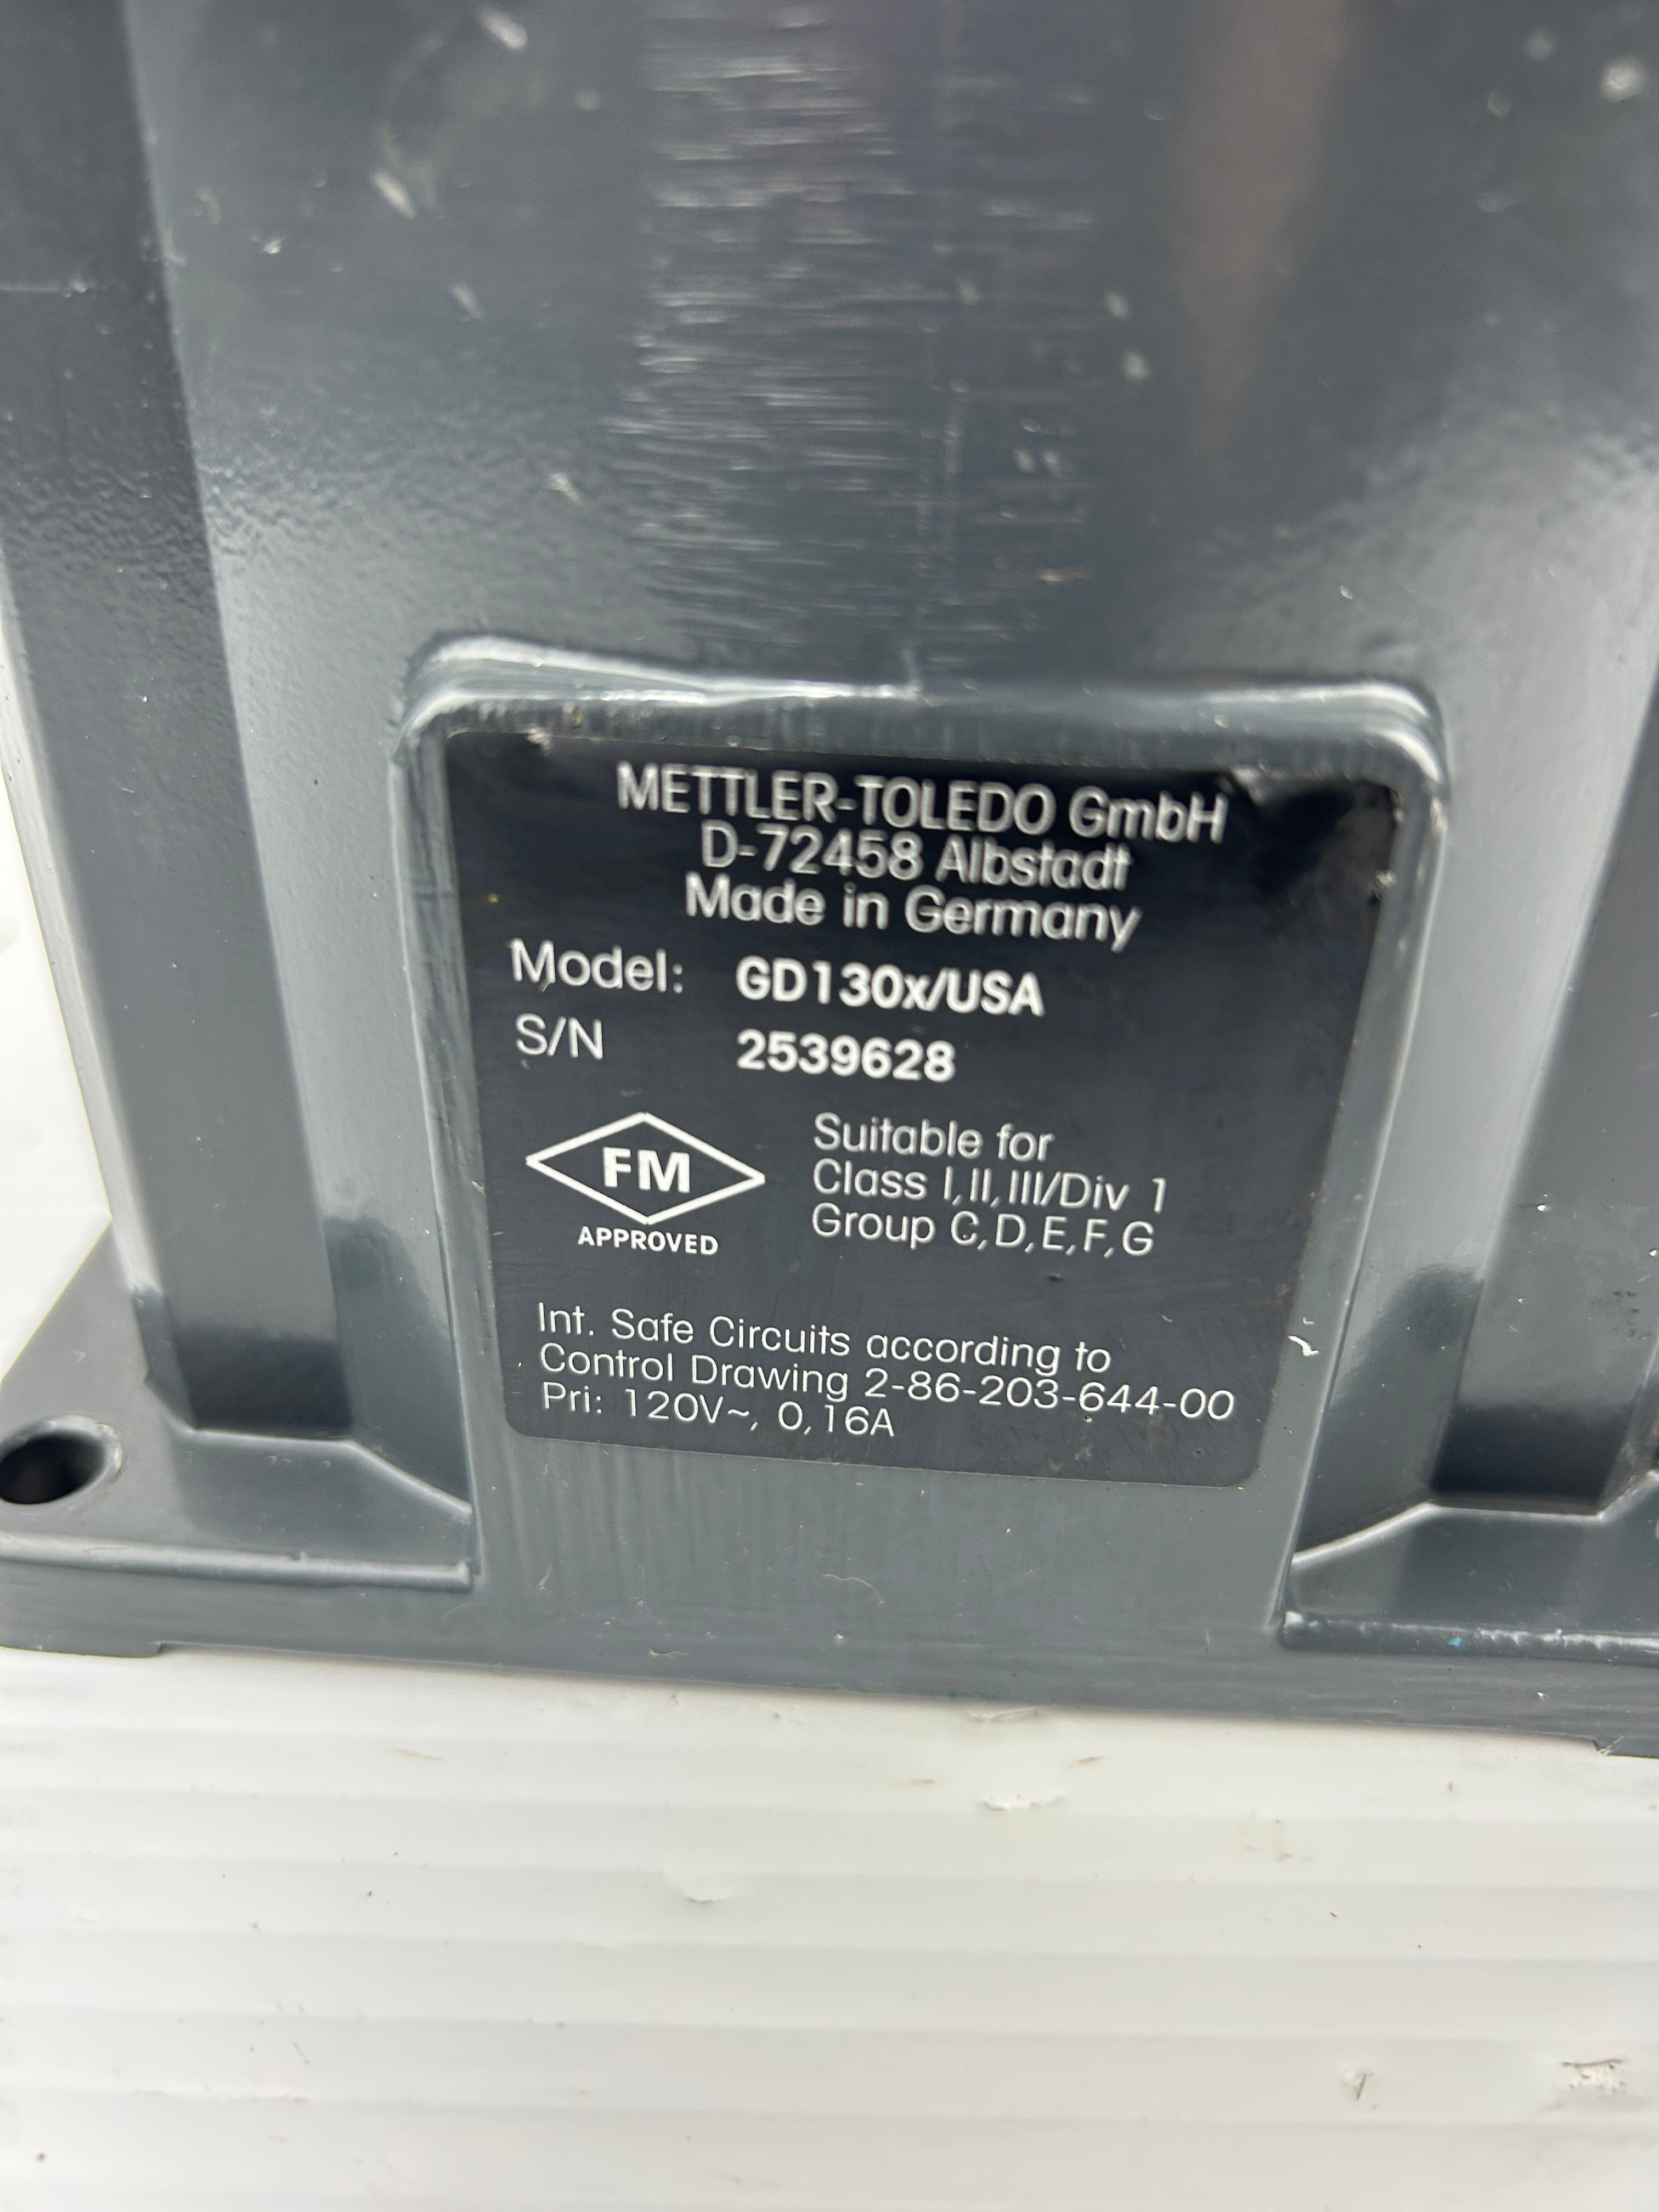 METTLER-TOLEDO GmbH
D-72458 Albstadt
Made in Germany
Model: GD130x/USA
S/N 2539628
FM
APPROVED
Suitable for
Class I,II,III/Div 1
Group C,D,E,F,G
Int. Safe Circuits according to
Control Drawing 2-86-203-644-00
Pri: 120V~, 0,16A